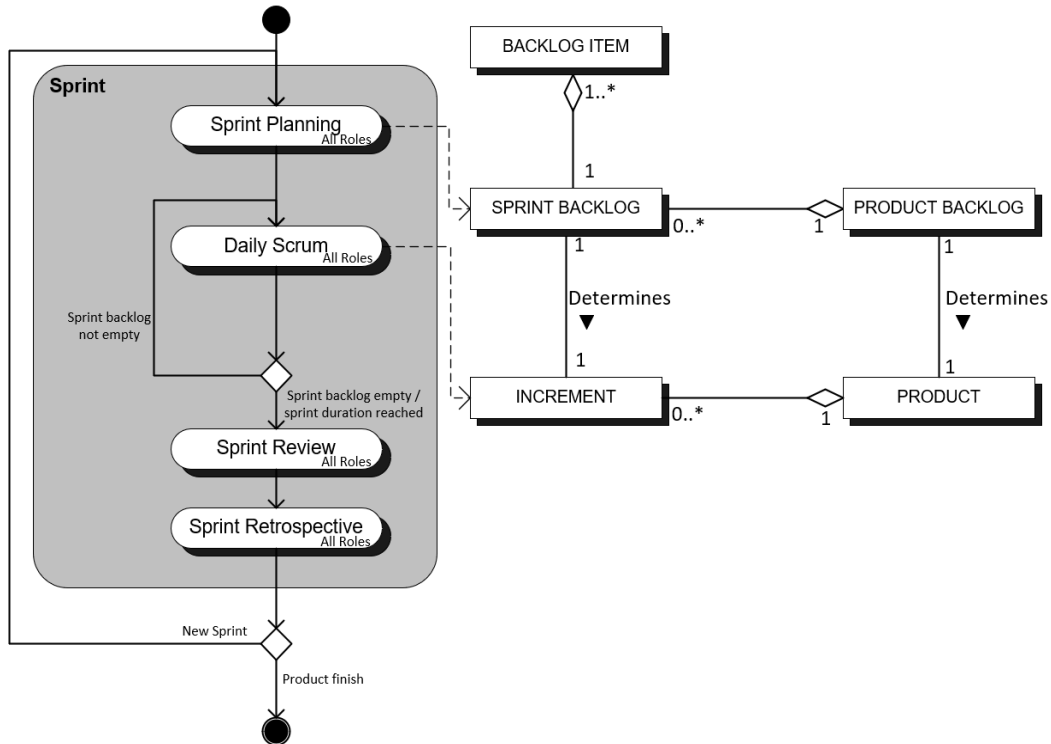 Sprint
Sprint Planning
All Roles
Daily Scrum
All Roles
Sprint backlog
not empty
Sprint backlog empty /
sprint duration reached
Sprint Review
All Roles
Sprint Retrospective
All Roles
New Sprint
Product finish
BACKLOG ITEM
1..*
1
SPRINT BACKLOG
0..*
1
PRODUCT BACKLOG
1
Determines
1
1
Determines
1
INCREMENT
0..*
1
PRODUCT